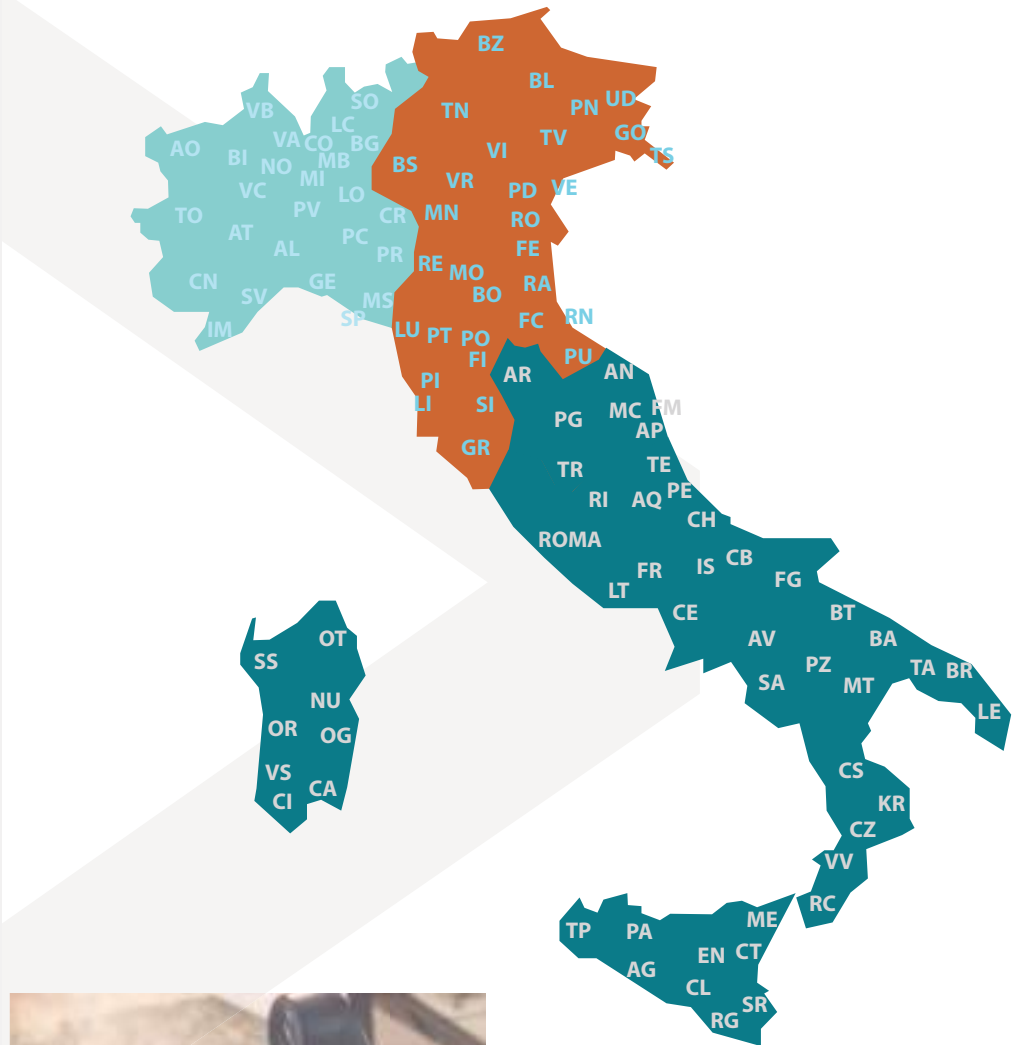 BZ
BL
UD
SO
PN
VB
TN
LC
GO
TV
VA
CO
BG
AO
VI
TS
BI
MB
NO
BS
MI
VR
VE
VC
PD
LO
PV
MN
TO
CR
RO
AT
PC
AL
FE
PR
RE
MO
CN
GE
RA
SV
BO
MS
SP
FC
RN
IM
LU
PT
PO
FI
PU
AR
AN
PI
LI
SI
MC
FM
PG
AP
GR
TE
TR
PE
RI
AQ
CH
ROMA
CB
IS
FR
FG
LT
CE
BT
OT
AV
BA
SS
PZ
TA
BR
SA
MT
NU
LE
OR
OG
VS
CS
CA
CI
KR
CZ
VV
RC
ME
TP
PA
CT
EN
AG
CL
SR
RG